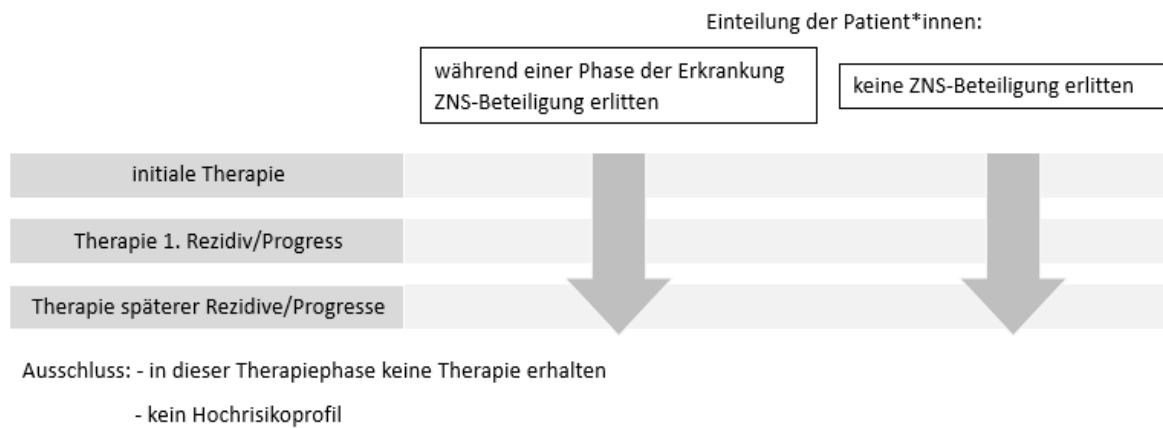 Einteilung der Patient*innen:
während einer Phase der Erkrankung
ZNS-Beteiligung erlitten
keine ZNS-Beteiligung erlitten
initiale Therapie
Therapie 1. Rezidiv/Progress
Therapie späterer Rezidive/Progresse
Ausschluss: - in dieser Therapiephase keine Therapie erhalten
- kein Hochrisikoprofil